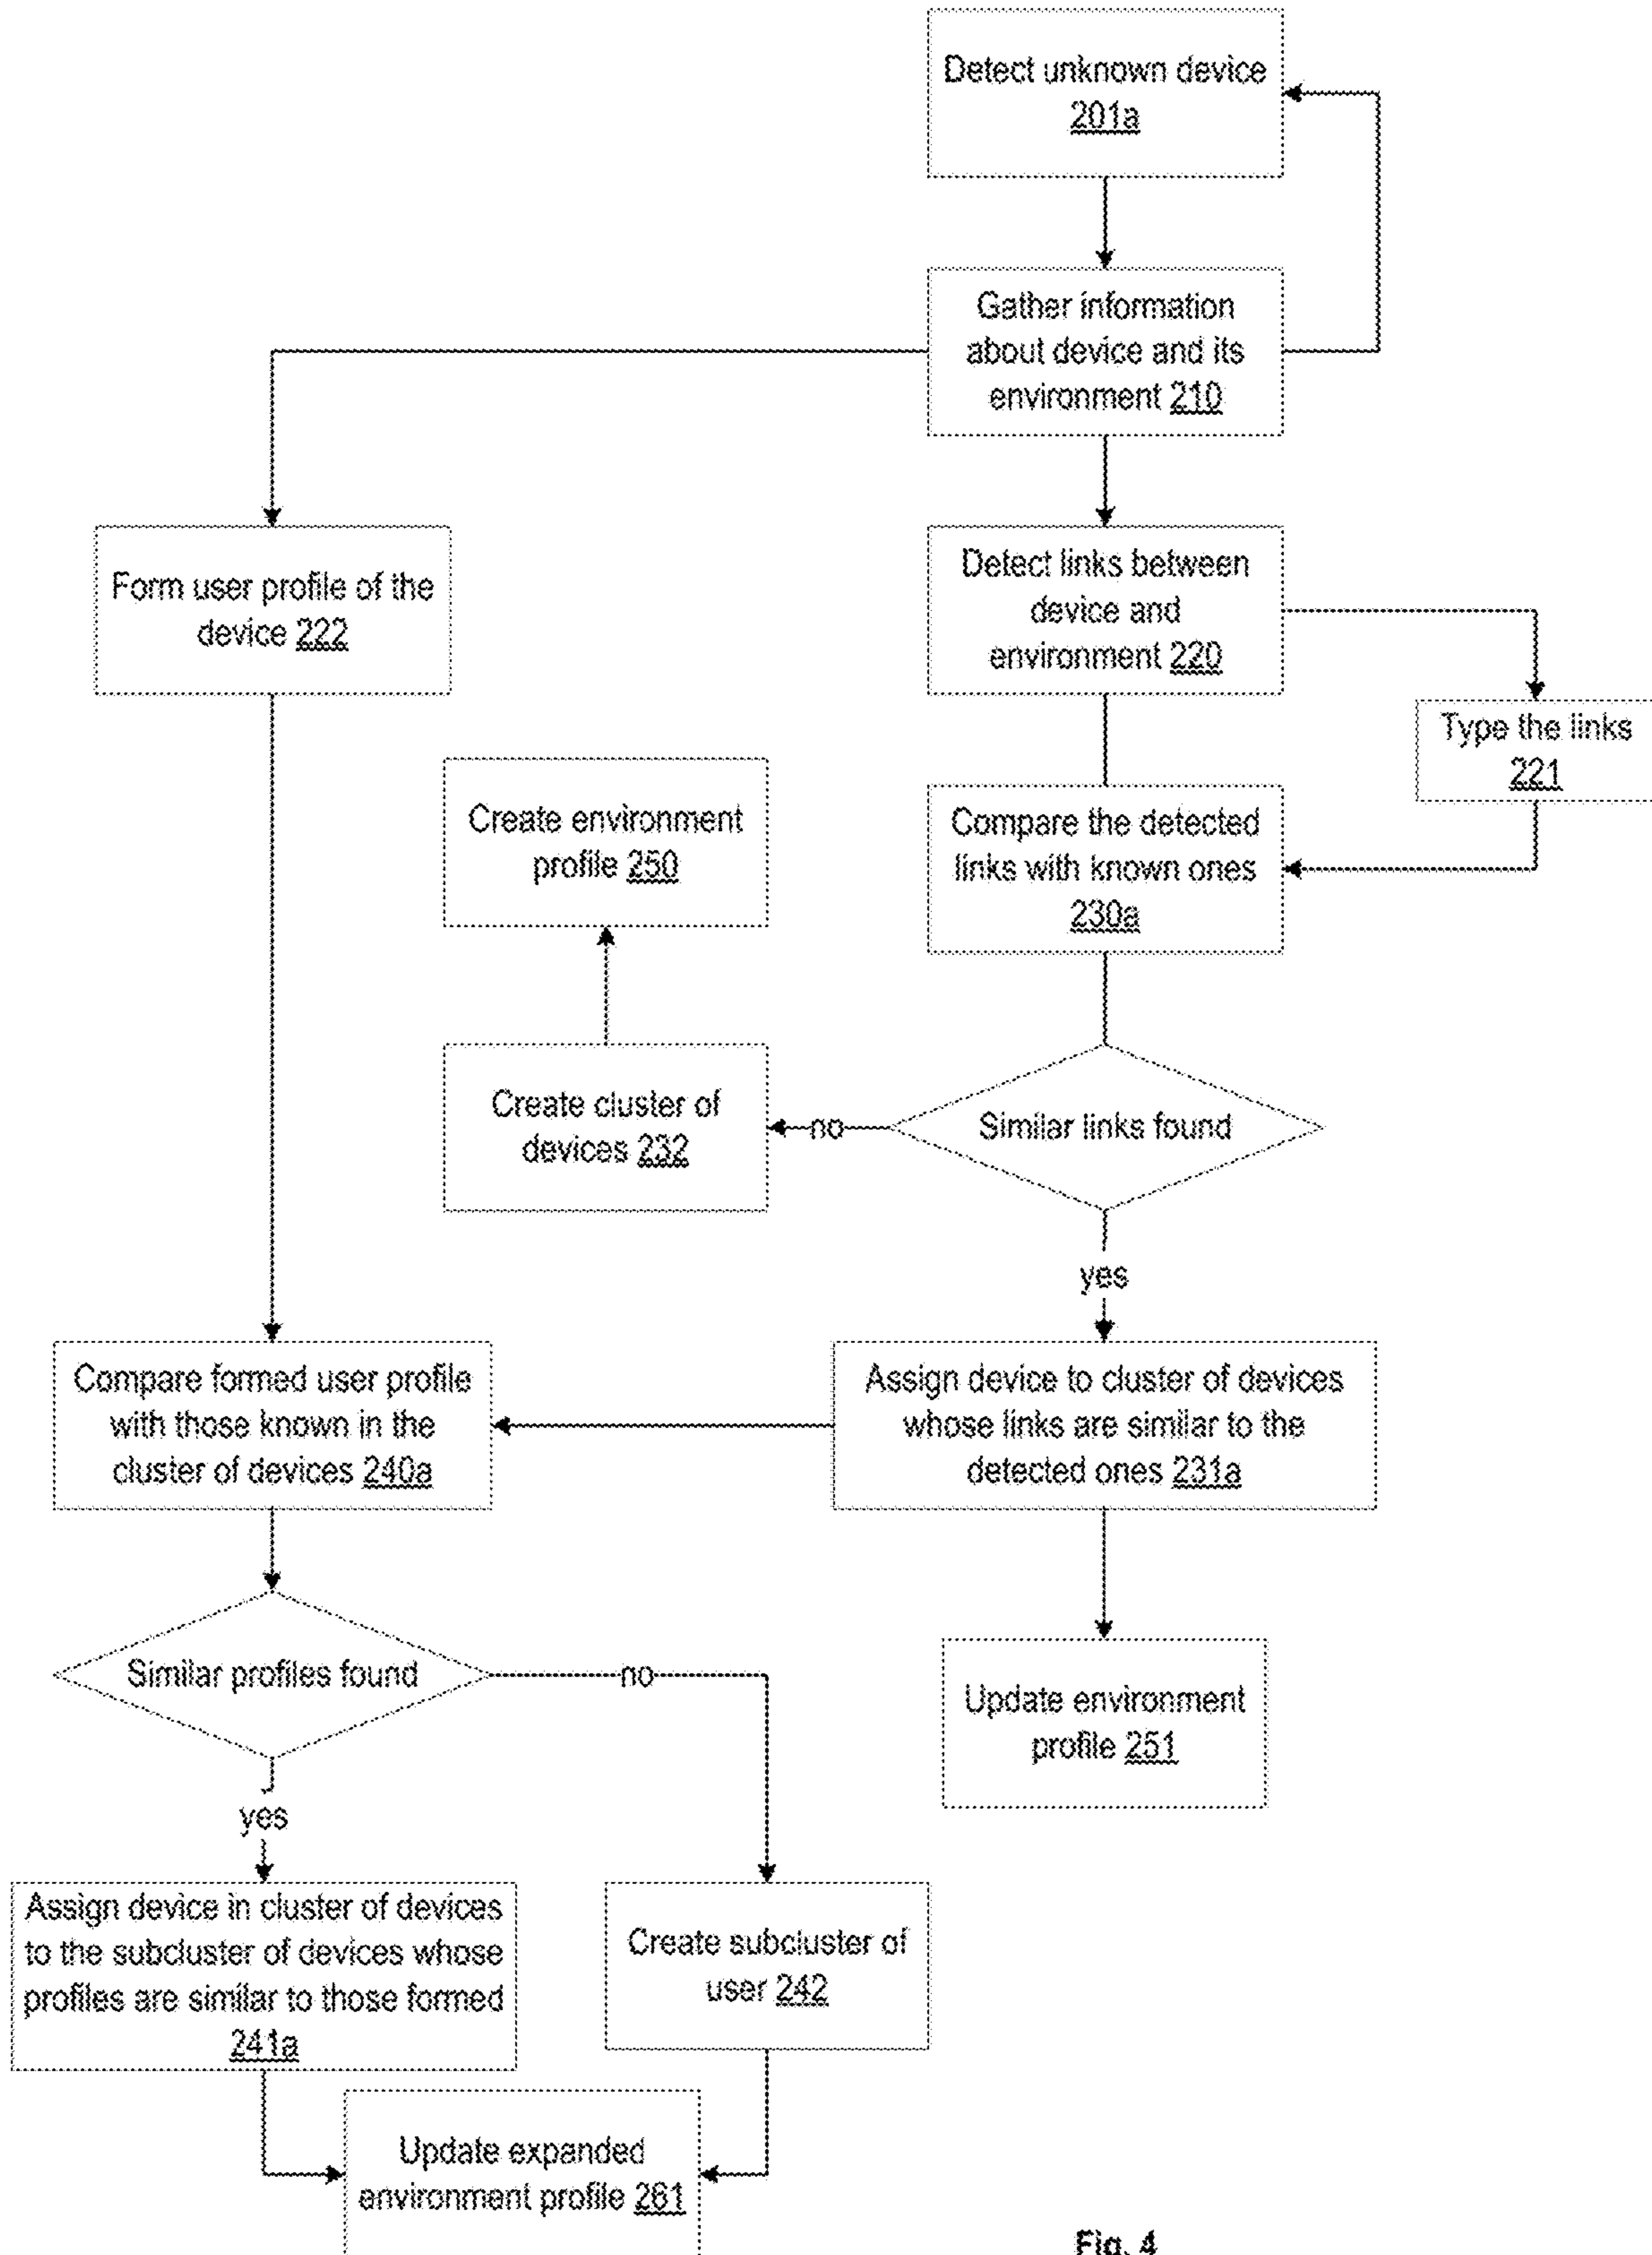 Detect unknown device
201a
Gather information
about device and its
environment 210
Form user profile of the
device 222
Detect links between
device and
environment 220
Type the links
221
Create environment
profile 250
Compare the detected
links with known ones
230a
Create cluster of
devices 232
no
Similar links found
yes
Compare formed user profile
with those known in the
cluster of devices 240a
Assign device to cluster of devices
whose links are similar to the
detected ones 231a
Similar profiles found
no
Update environment
profile 251
yes
Assign device in cluster of devices
to the subcluster of devices whose
profiles are similar to those formed
241a
Create subcluster of
user 242
Update expanded
environment profile 261
Fig. 4